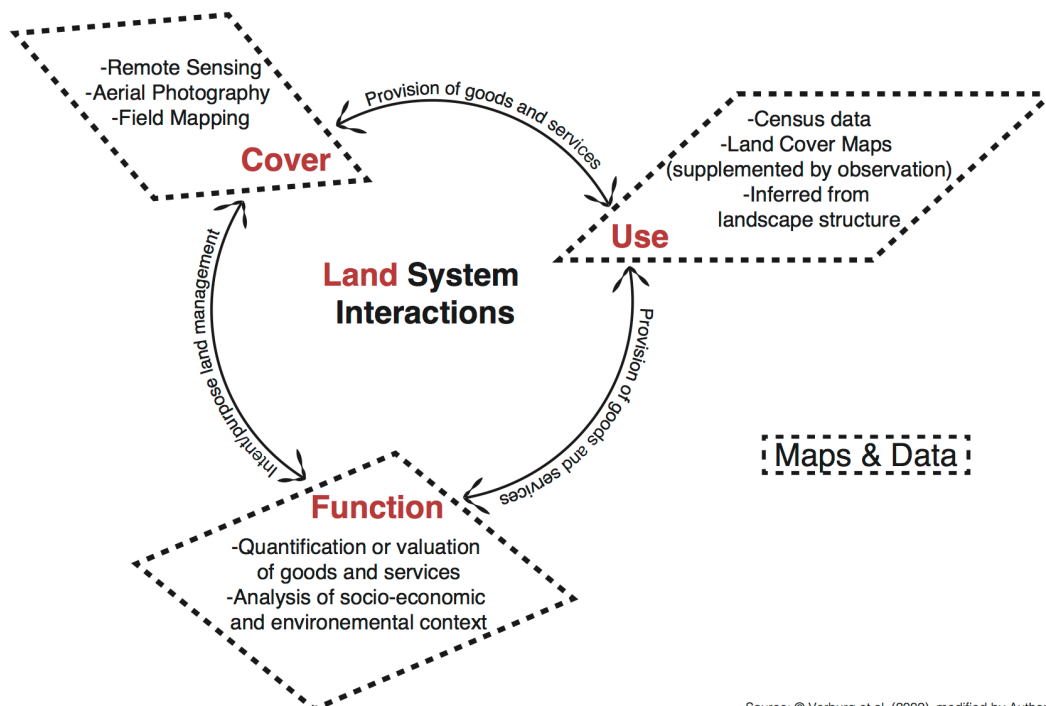 -Remote Sensing
-Aerial Photography
-Field Mapping
Cover
Provision of goods and services
-Census data
-Land Cover Maps
(supplemented by observation)
-Inferred from
landscape structure
Use
Land System
Interactions
Intent/purpose land management
Provision of goods and services
Maps & Data
Function
-Quantification or valuation
of goods and services
-Analysis of socio-economic
and environemental context